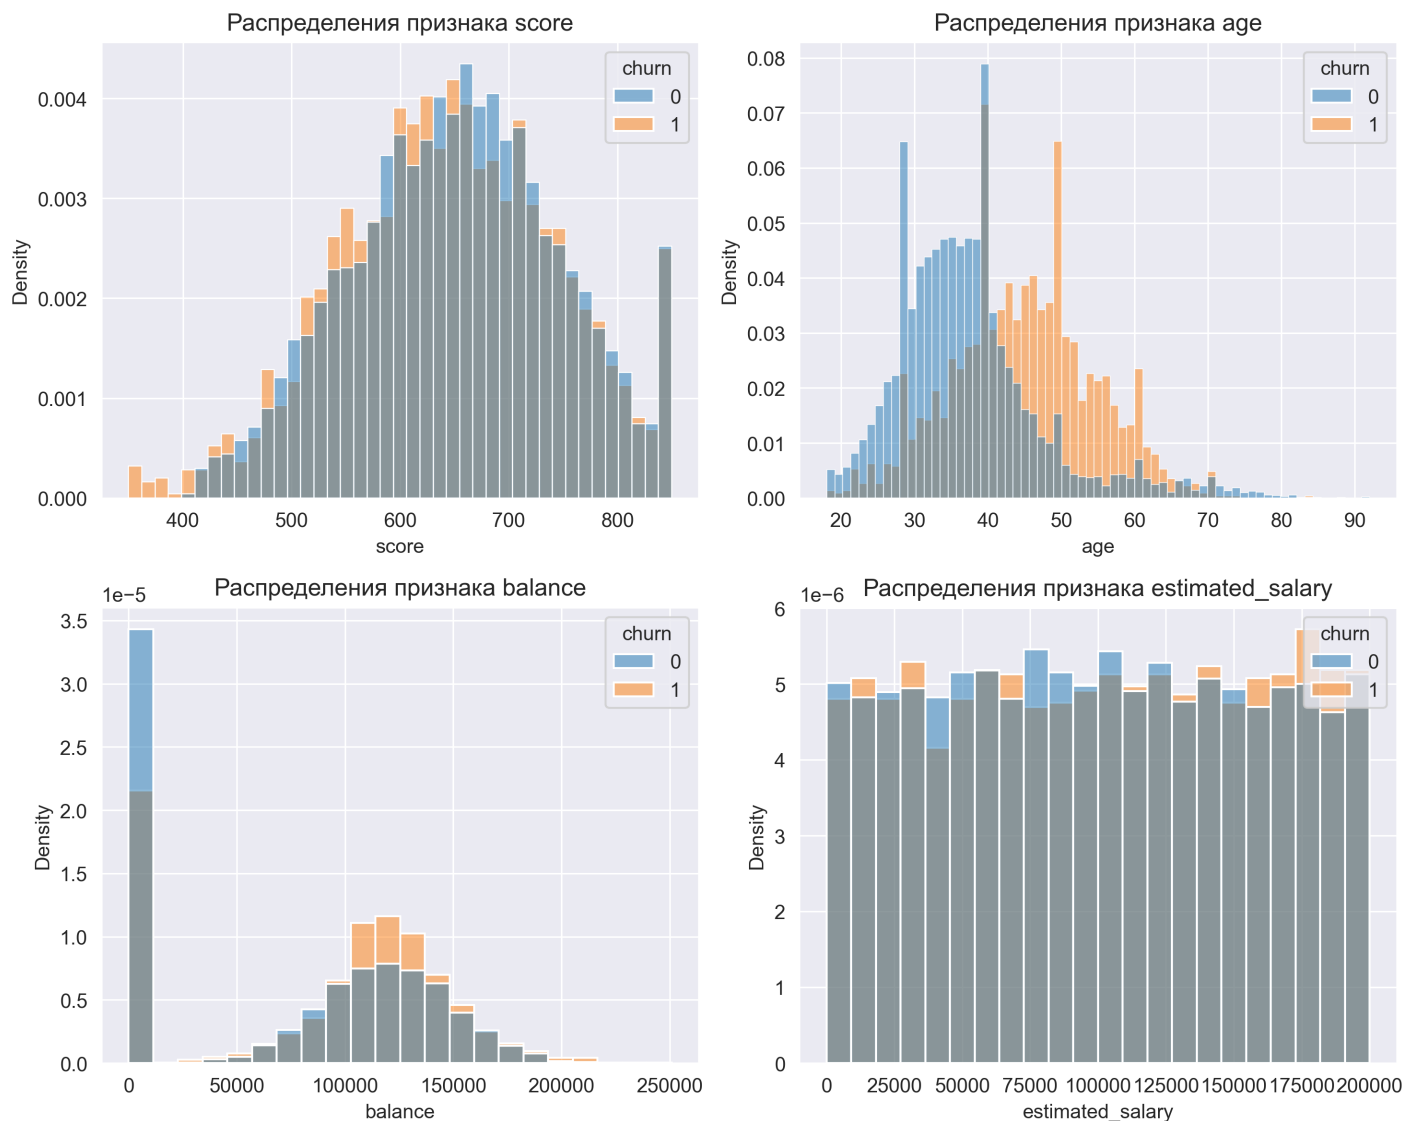 Распределения признака score
Density
0.004
0.003
0.002
0.001
0.000
400 500 600 700 800
score
churn
0
1
Распределения признака age
Density
0.08
0.07
0.06
0.05
0.04
0.03
0.02
0.01
0.00
20 30 40 50 60 70 80 90
age
churn
0
1
Распределения признака balance
1e−5
Density
3.5
3.0
2.5
2.0
1.5
1.0
0.5
0.0
0 50000 100000 150000 200000 250000
balance
churn
0
1
Распределения признака estimated_salary
1e−6
Density
6
5
4
3
2
1
0
0 25000 50000 75000 100000 125000 150000 175000 200000
estimated_salary
churn
0
1